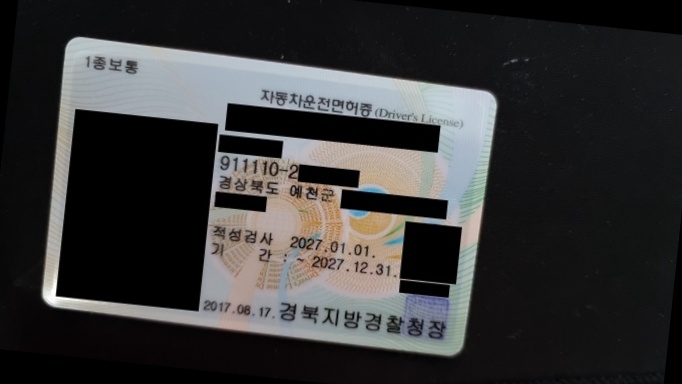 1종보통
자동차운전면허증 (Driver's License)
911110-2
경상북도 예천군
적성검사 2027.01.01.
기 간 : ~ 2027.12.31.
2017.08.17. 경북지방경찰청장